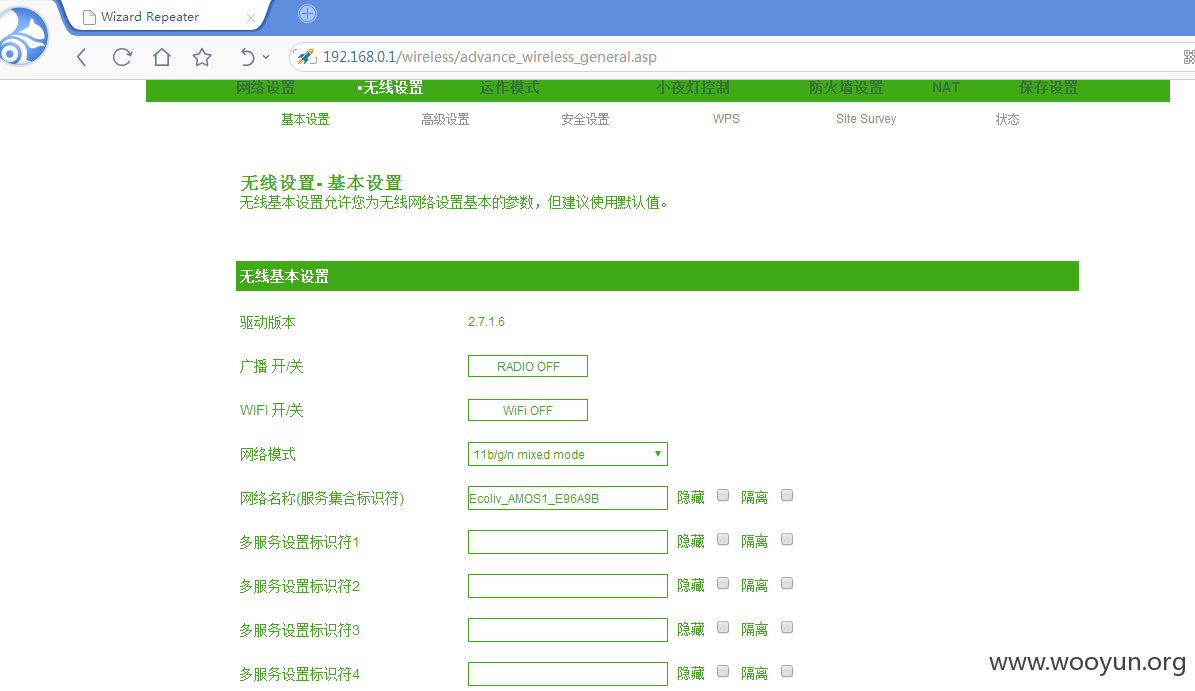 Wizard Repeater
192.168.0.1/wireless/advance_wireless_general.asp
网络设置 ▪无线设置 运作模式 小夜灯控制 防火墙设置 NAT 保存设置
基本设置 高级设置 安全设置 WPS Site Survey 状态
无线设置- 基本设置
无线基本设置允许您为无线网络设置基本的参数，但建议使用默认值。
无线基本设置
驱动版本 2.7.1.6
广播 开/关 RADIO OFF
WiFi 开/关 WiFi OFF
网络模式 11b/g/n mixed mode
网络名称(服务集合标识符) Ecoliv_AMOS1_E96A9B 隐藏 隔离
多服务设置标识符1 隐藏 隔离
多服务设置标识符2 隐藏 隔离
多服务设置标识符3 隐藏 隔离
多服务设置标识符4 隐藏 隔离
www.wooyun.org